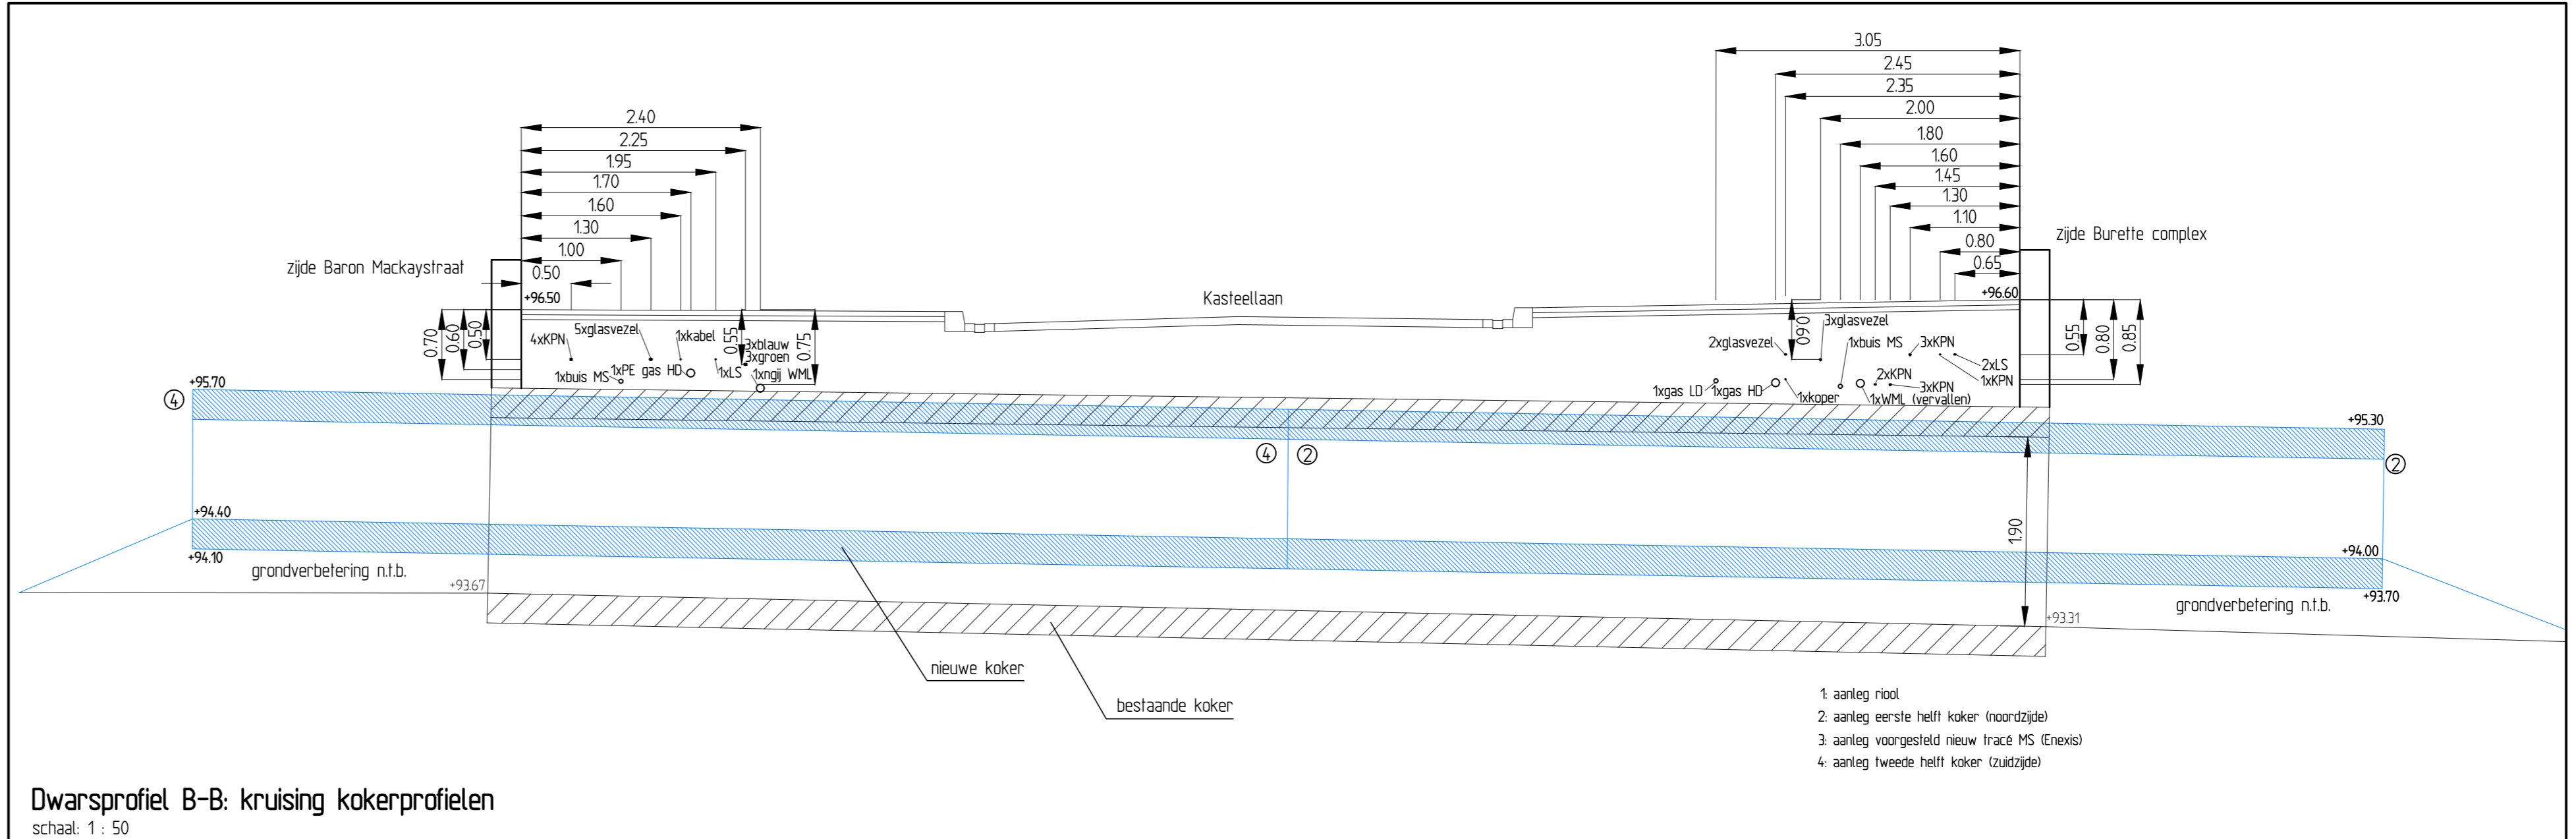 3.05
2.45
2.35
2.00
1.80
1.60
1.45
1.30
1.10
0.80
0.65
2.40
2.25
1.95
1.70
1.60
1.30
1.00
0.50
zijde Baron Mackaystraat
zijde Burette complex
+96.50
Kasteellaan
+96.60
0.70
0.60
0.50
4xKPN
5xglasvezel
1xkabel
0.55
3xblauw
3xgroen
0.75
1xbuis MS
1xPE gas HD
1xLS
1xngij WML
2xglasvezel
0.60
3xglasvezel
1xbuis MS
3xKPN
2xLS
1xKPN
1xgas LD
1xgas HD
1xkoper
2xKPN
3xKPN
1xWML (vervallen)
0.55
0.80
0.85
+95.70
4
+95.30
4
2
2
1.90
+94.40
+94.10
+94.00
+93.70
grondverbetering n.t.b.
grondverbetering n.t.b.
+93.67
+93.31
nieuwe koker
bestaande koker
1: aanleg riool
2: aanleg eerste helft koker (noordzijde)
3: aanleg voorgesteld nieuw tracé MS (Enexis)
4: aanleg tweede helft koker (zuidzijde)
Dwarsprofiel B-B: kruising kokerprofielen
schaal: 1 : 50